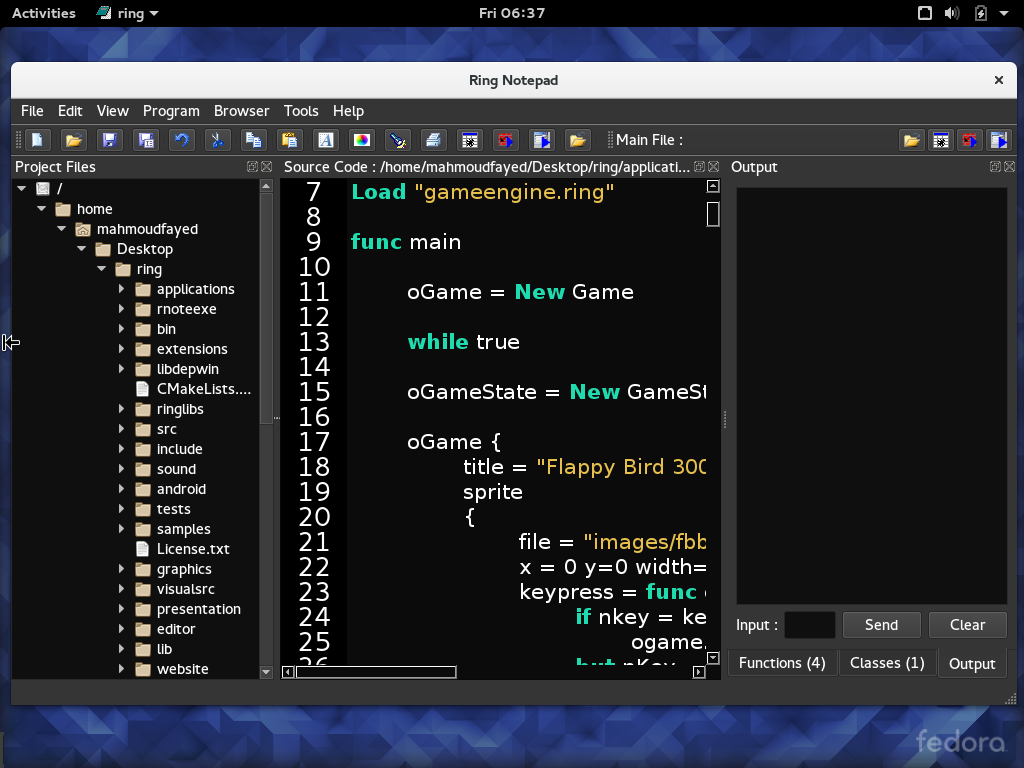 Activities ring Fri 06:37
Ring Notepad
File Edit View Program Browser Tools Help
Main File :
Project Files
/
home
mahmoudfayed
Desktop
ring
applications
rnoteexe
bin
extensions
libdepwin
CMakeLists....
ringlibs
src
include
sound
android
tests
samples
License.txt
graphics
visualsrc
presentation
editor
lib
website
Source Code : /home/mahmoudfayed/Desktop/ring/applicati...
7 Load "gameengine.ring"
8
9 func main
10
11 oGame = New Game
12
13 while true
14
15 oGameState = New GameSt
16
17 oGame {
18 title = "Flappy Bird 300
19 sprite
20 {
21 file = "images/fbb
22 x = 0 y=0 width=
23 keypress = func
24 if nkey = ke
25 ogame.
26 but nKey
Output
Input : Send Clear
Functions (4) Classes (1) Output
fedora